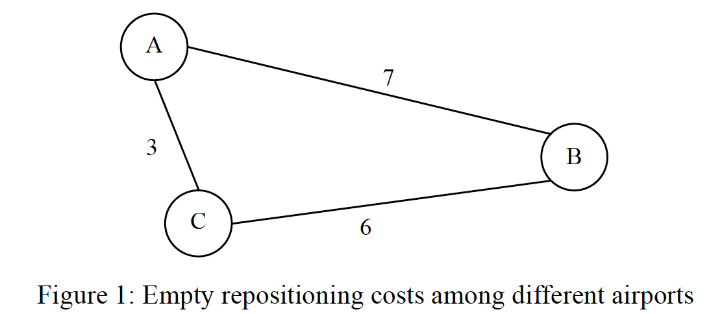 A
7
3
B
C
6
Figure 1: Empty repositioning costs among different airports